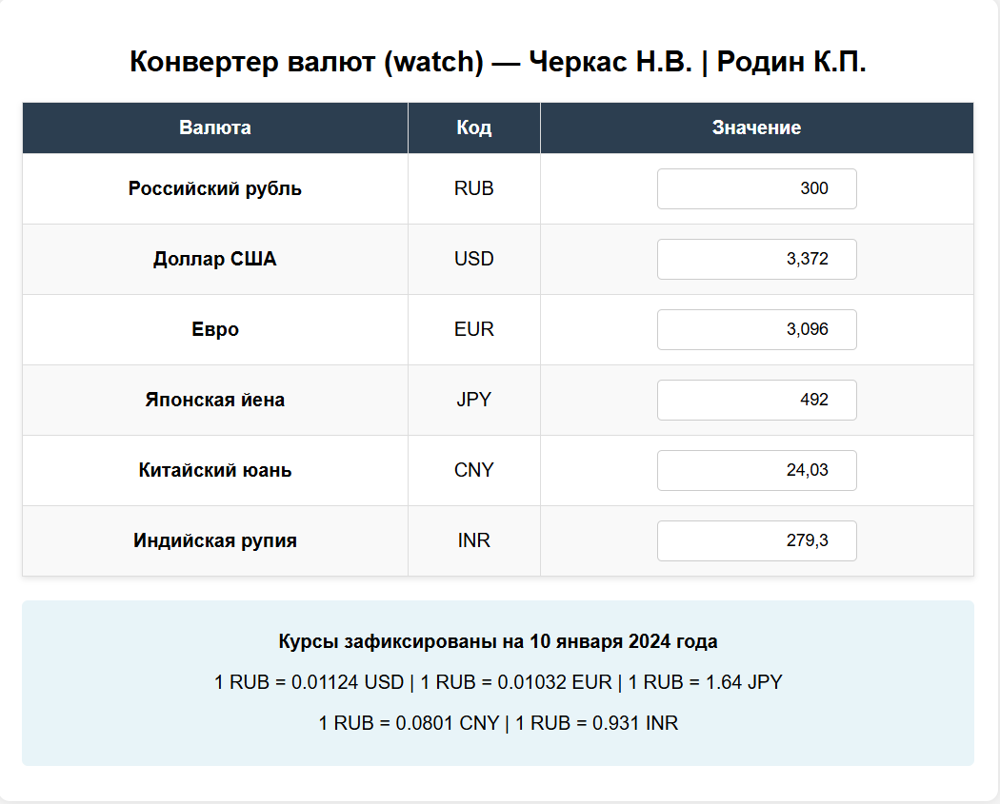 Конвертер валют (watch) — Черкас Н.В. | Родин К.П.
Валюта Код Значение
Российский рубль RUB 300
Доллар США USD 3,372
Евро EUR 3,096
Японская йена JPY 492
Китайский юань CNY 24,03
Индийская рупия INR 279,3
Курсы зафиксированы на 10 января 2024 года
1 RUB = 0.01124 USD | 1 RUB = 0.01032 EUR | 1 RUB = 1.64 JPY
1 RUB = 0.0801 CNY | 1 RUB = 0.931 INR